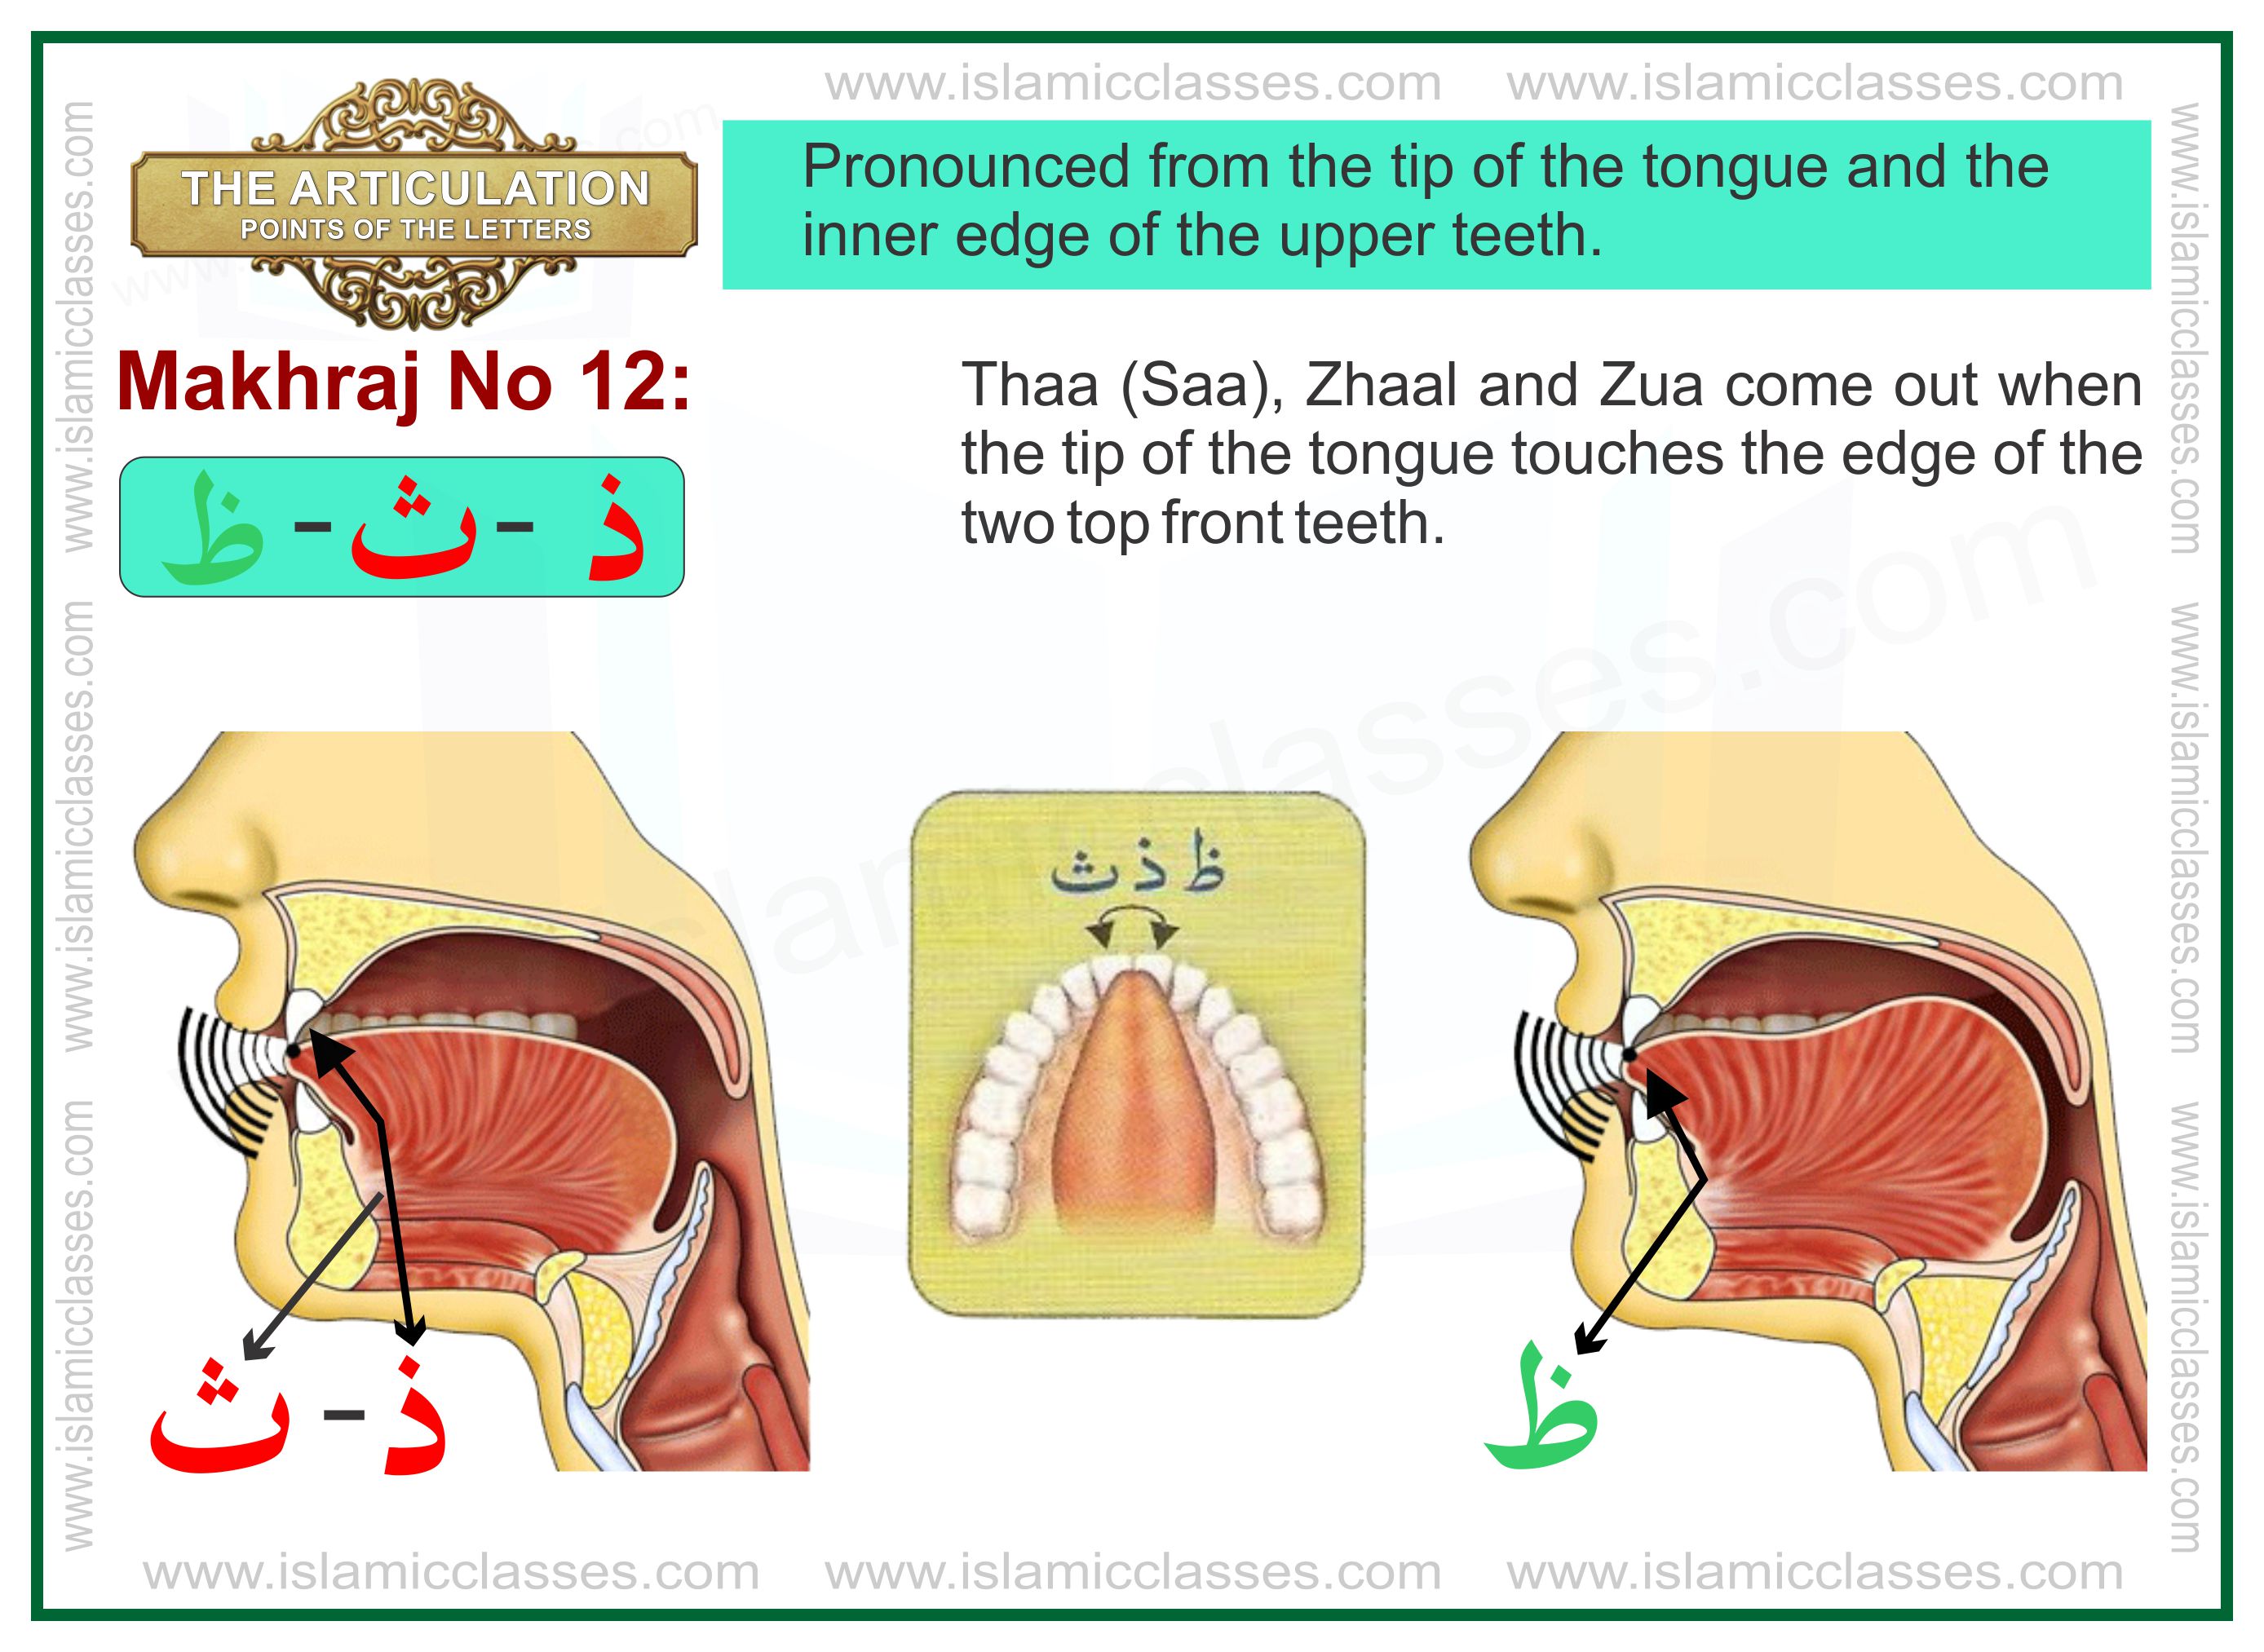 www.islamicclasses.com www.islamicclasses.com
THE ARTICULATION
POINTS OF THE LETTERS
Pronounced from the tip of the tongue and the
inner edge of the upper teeth.
Makhraj No 12:
ذ - ث - ظ
Thaa (Saa), Zhaal and Zua come out when
the tip of the tongue touches the edge of the
two top front teeth.
ظ ذ ث
ذ - ث
ظ
www.islamicclasses.com www.islamicclasses.com www.islamicclasses.com
www.islamicclasses.com www.islamicclasses.com www.islamicclasses.com
www.islamicclasses.com www.islamicclasses.com www.islamicclasses.com